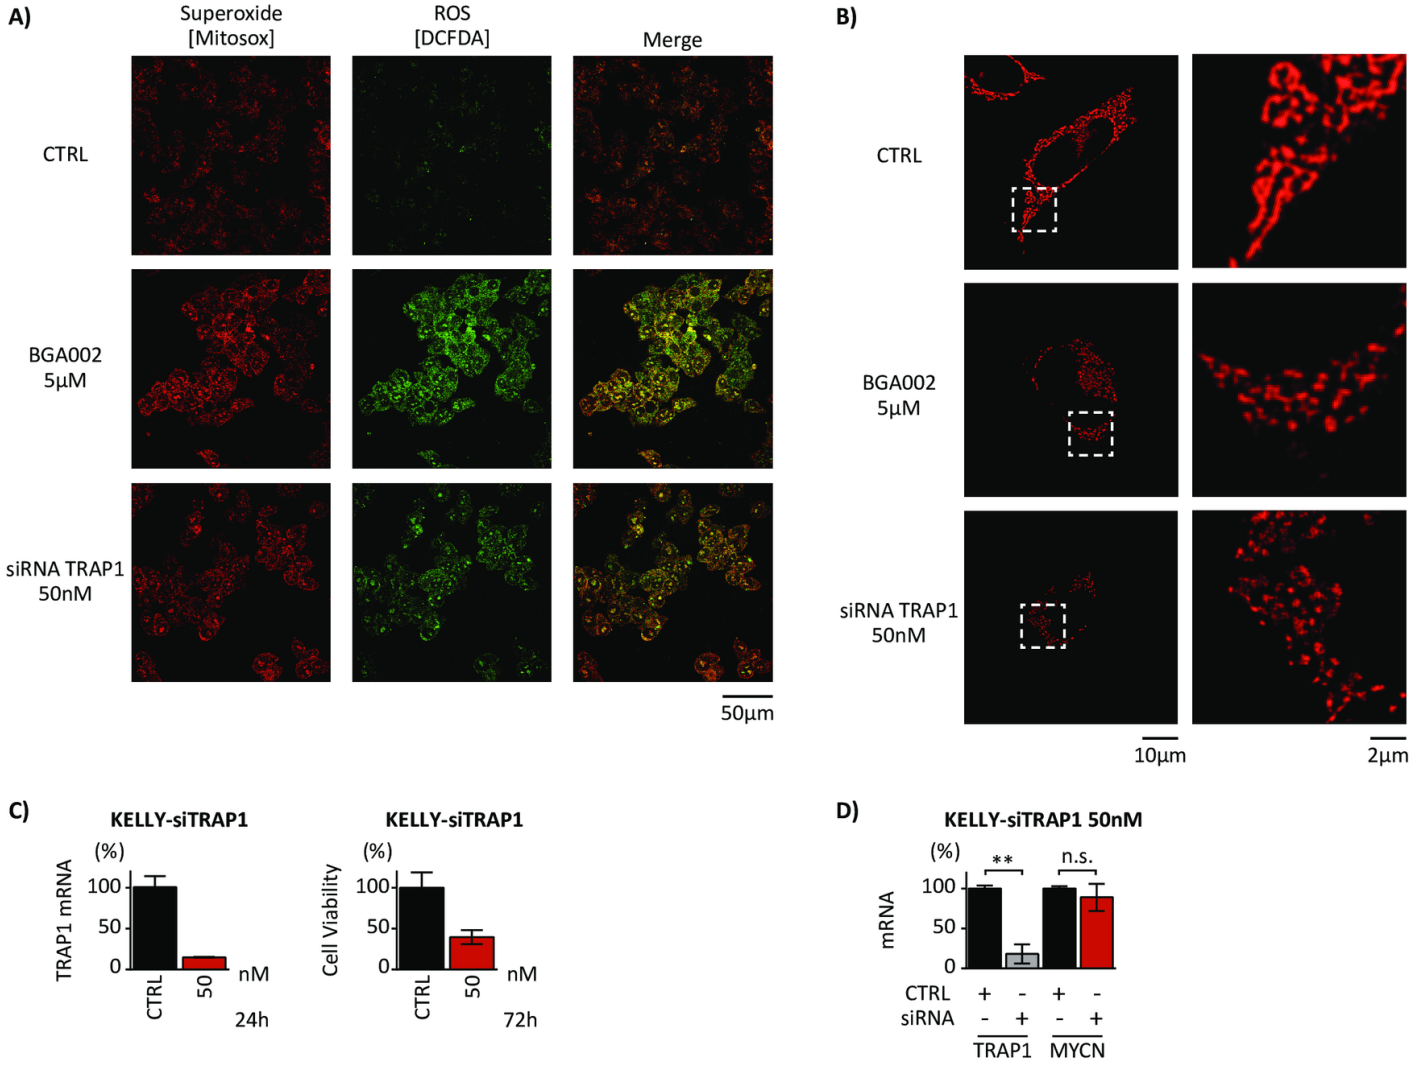 A)
Superoxide
[Mitosox]
ROS
[DCFDA]
Merge
CTRL
BGA002
5μM
siRNA TRAP1
50nM
50μm
B)
CTRL
BGA002
5μM
siRNA TRAP1
50nM
10μm
2μm
C)
KELLY-siTRAP1
(%)
TRAP1 mRNA
100
50
0
CTRL
50
nM
24h
KELLY-siTRAP1
(%)
Cell Viability
100
50
0
CTRL
50
nM
72h
D)
KELLY-siTRAP1 50nM
(%)
mRNA
100
50
0
**
n.s.
CTRL + - + -
siRNA - + - +
TRAP1 MYCN